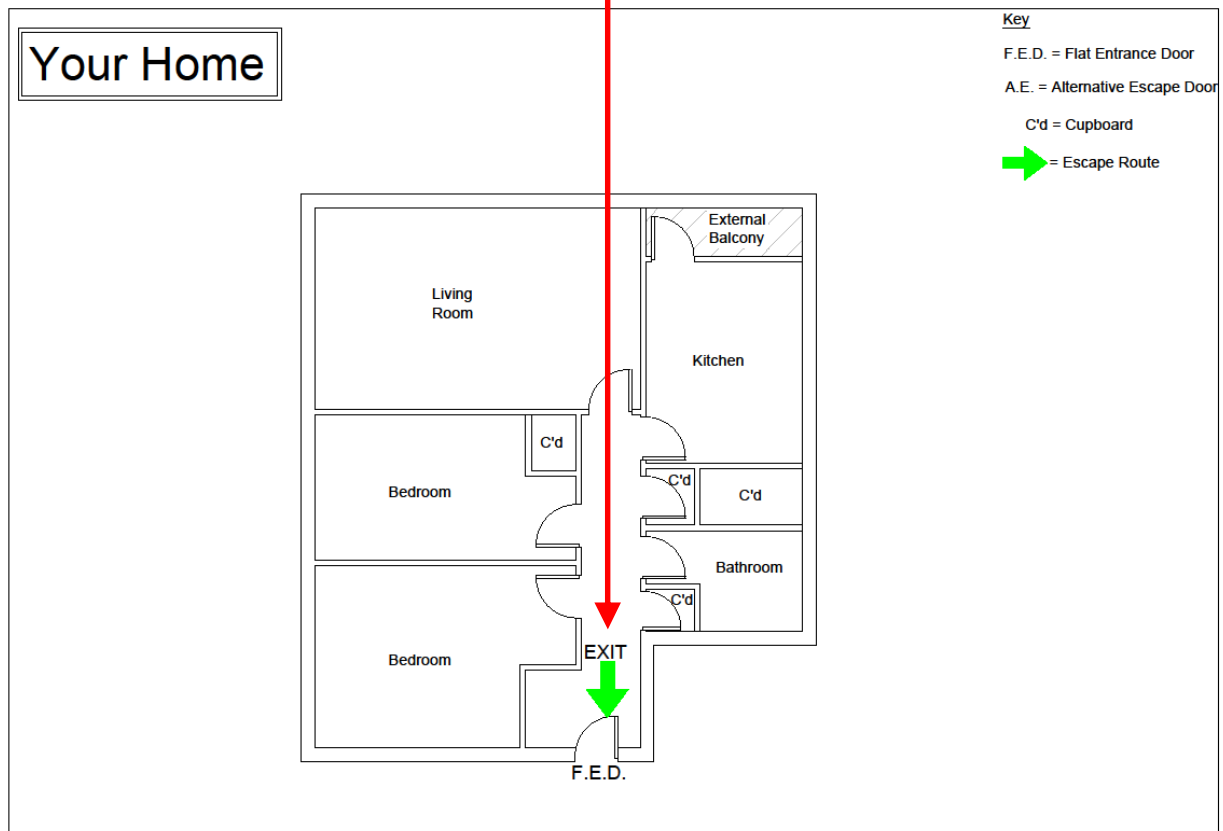 Your Home
Key
F.E.D. = Flat Entrance Door
A.E. = Alternative Escape Door
C'd = Cupboard
= Escape Route
External
Balcony
Living
Room
Kitchen
C'd
Bedroom
C'd
C'd
Bathroom
C'd
Bedroom
EXIT
F.E.D.